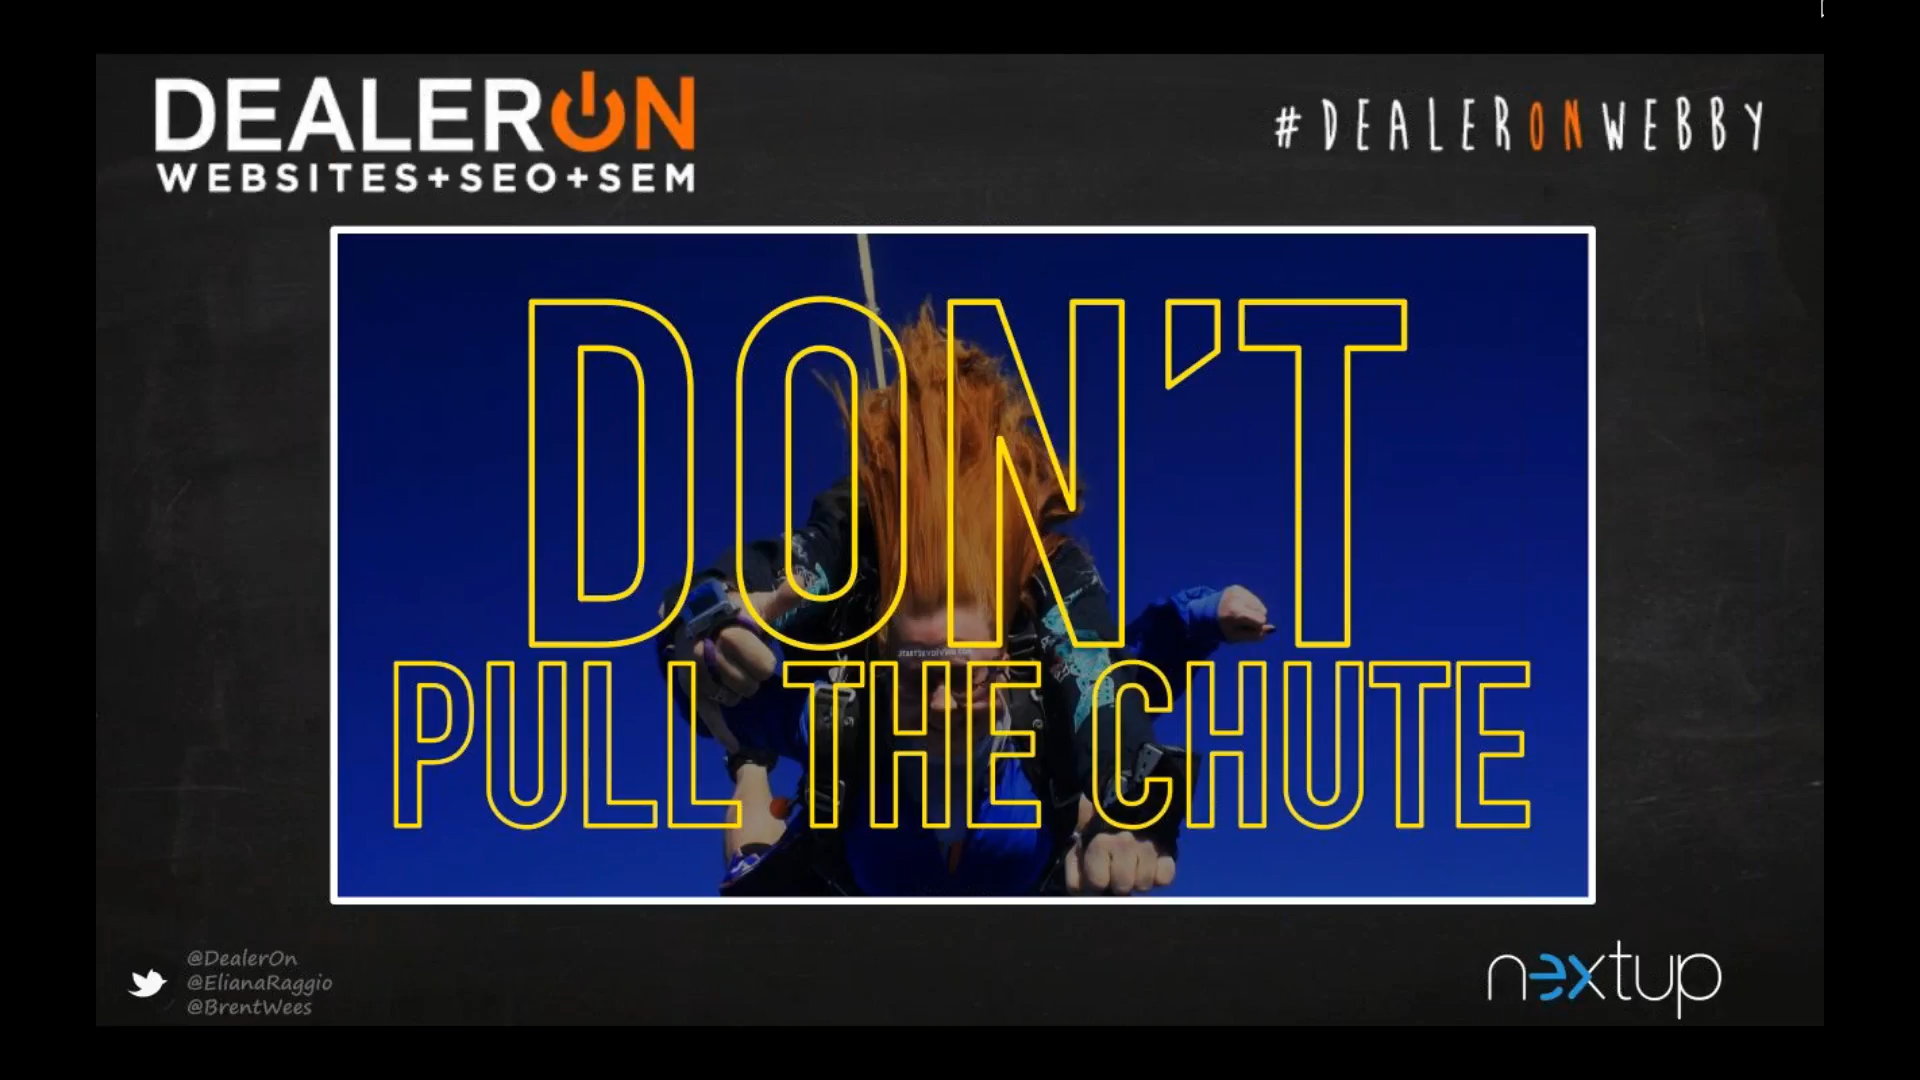 DEALERON
WEBSITES+SEO+SEM
#DEALERONWEBBY
DON'T
PULL THE CHUTE
@DealerOn
@ElianaRaggio
@BrentWees
nextup